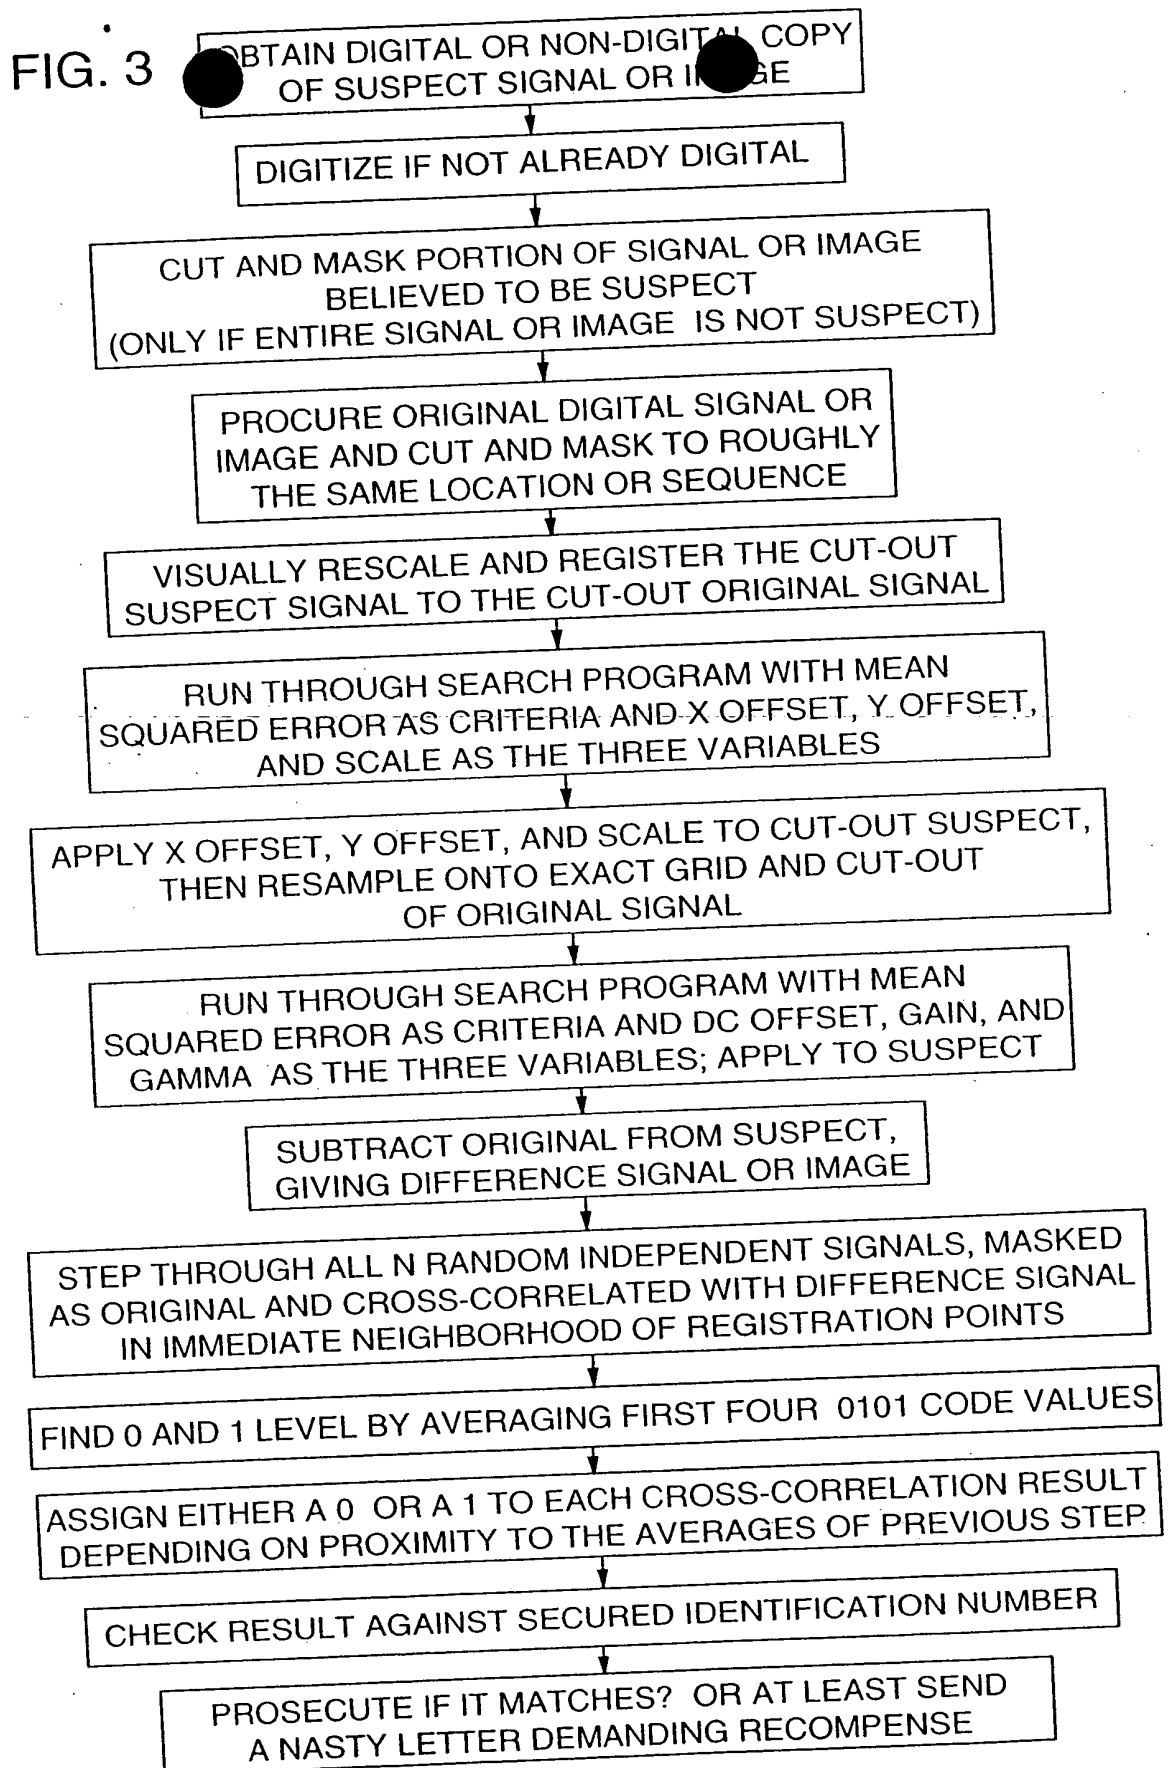 FIG. 3
OBTAIN DIGITAL OR NON-DIGITAL COPY
OF SUSPECT SIGNAL OR IMAGE
DIGITIZE IF NOT ALREADY DIGITAL
CUT AND MASK PORTION OF SIGNAL OR IMAGE
BELIEVED TO BE SUSPECT
(ONLY IF ENTIRE SIGNAL OR IMAGE IS NOT SUSPECT)
PROCURE ORIGINAL DIGITAL SIGNAL OR
IMAGE AND CUT AND MASK TO ROUGHLY
THE SAME LOCATION OR SEQUENCE
VISUALLY RESCALE AND REGISTER THE CUT-OUT
SUSPECT SIGNAL TO THE CUT-OUT ORIGINAL SIGNAL
RUN THROUGH SEARCH PROGRAM WITH MEAN
SQUARED ERROR AS CRITERIA AND X OFFSET, Y OFFSET,
AND SCALE AS THE THREE VARIABLES
APPLY X OFFSET, Y OFFSET, AND SCALE TO CUT-OUT SUSPECT,
THEN RESAMPLE ONTO EXACT GRID AND CUT-OUT
OF ORIGINAL SIGNAL
RUN THROUGH SEARCH PROGRAM WITH MEAN
SQUARED ERROR AS CRITERIA AND DC OFFSET, GAIN, AND
GAMMA AS THE THREE VARIABLES; APPLY TO SUSPECT
SUBTRACT ORIGINAL FROM SUSPECT,
GIVING DIFFERENCE SIGNAL OR IMAGE
STEP THROUGH ALL N RANDOM INDEPENDENT SIGNALS, MASKED
AS ORIGINAL AND CROSS-CORRELATED WITH DIFFERENCE SIGNAL
IN IMMEDIATE NEIGHBORHOOD OF REGISTRATION POINTS
FIND 0 AND 1 LEVEL BY AVERAGING FIRST FOUR 0101 CODE VALUES
ASSIGN EITHER A 0 OR A 1 TO EACH CROSS-CORRELATION RESULT
DEPENDING ON PROXIMITY TO THE AVERAGES OF PREVIOUS STEP
CHECK RESULT AGAINST SECURED IDENTIFICATION NUMBER
PROSECUTE IF IT MATCHES? OR AT LEAST SEND
A NASTY LETTER DEMANDING RECOMPENSE